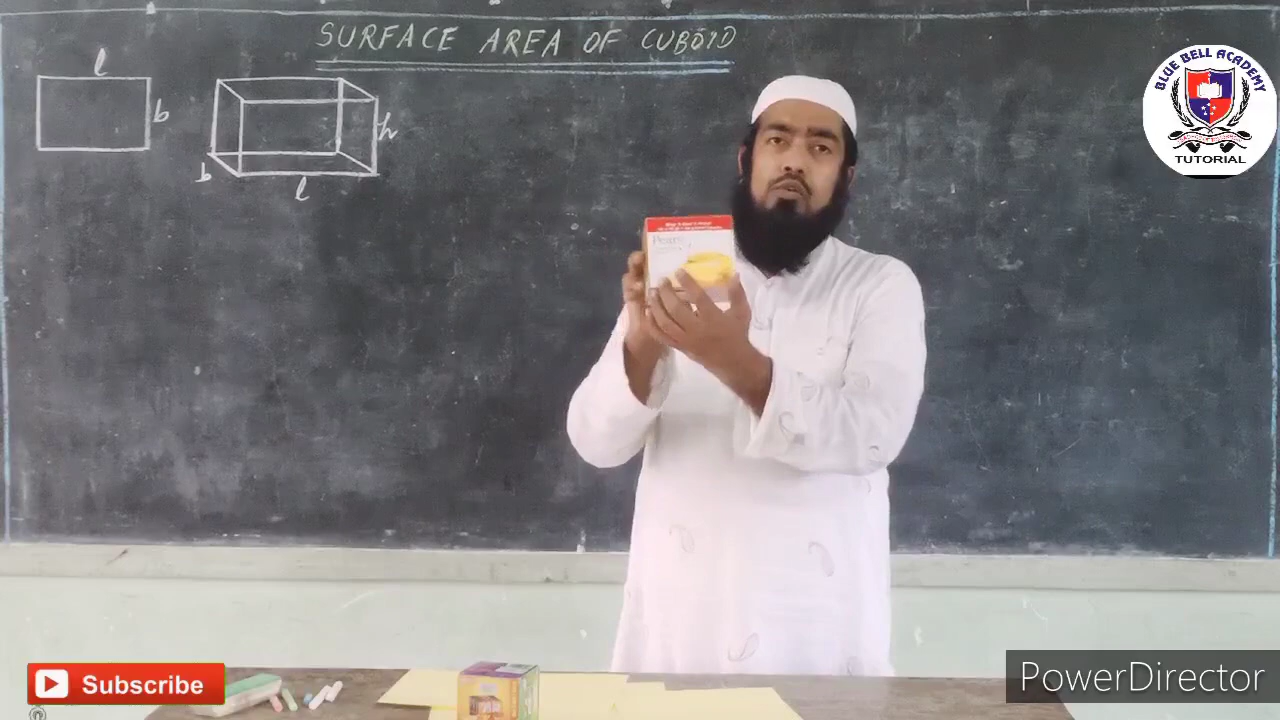 SURFACE AREA OF CUBOID
l
b
h
b
l
BLUE BELL ACADEMY
TUTORIAL
Pears
Subscribe
PowerDirector